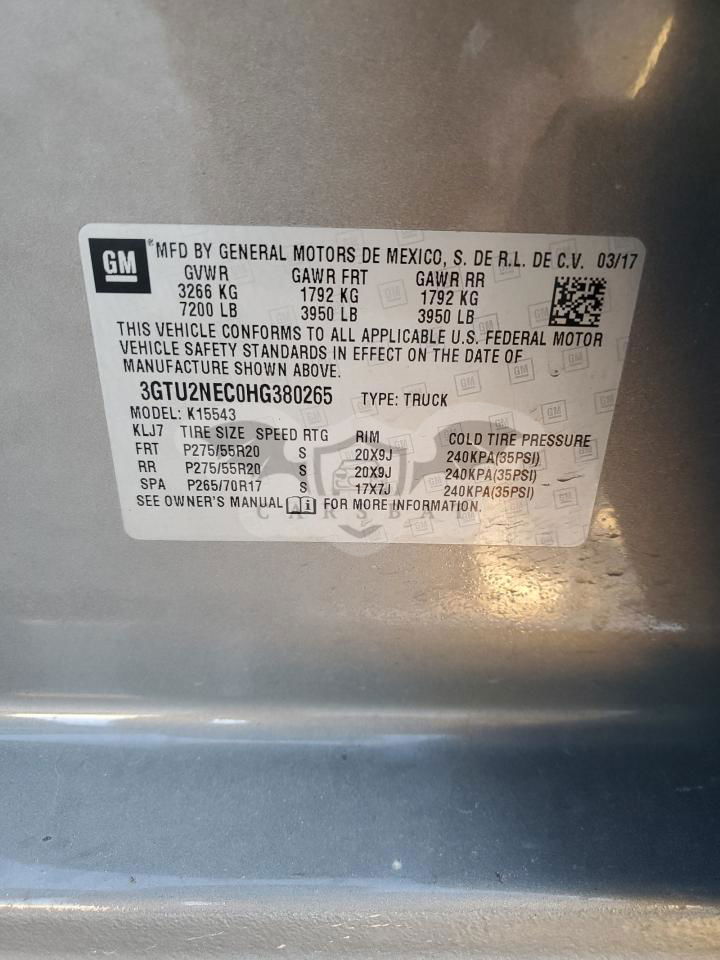 GM
® MFD BY GENERAL MOTORS DE MEXICO, S. DE R.L. DE C.V. 03/17
GVWR GAWR FRT GAWR RR
3266 KG 1792 KG 1792 KG
7200 LB 3950 LB 3950 LB
THIS VEHICLE CONFORMS TO ALL APPLICABLE U.S. FEDERAL MOTOR
VEHICLE SAFETY STANDARDS IN EFFECT ON THE DATE OF
MANUFACTURE SHOWN ABOVE.
3GTU2NEC0HG380265 TYPE: TRUCK
MODEL: K15543
KLJ7 TIRE SIZE SPEED RTG RIM COLD TIRE PRESSURE
FRT P275/55R20 S 20X9J 240KPA(35PSI)
RR P275/55R20 S 20X9J 240KPA(35PSI)
SPA P265/70R17 S 17X7J 240KPA(35PSI)
SEE OWNER'S MANUAL FOR MORE INFORMATION.